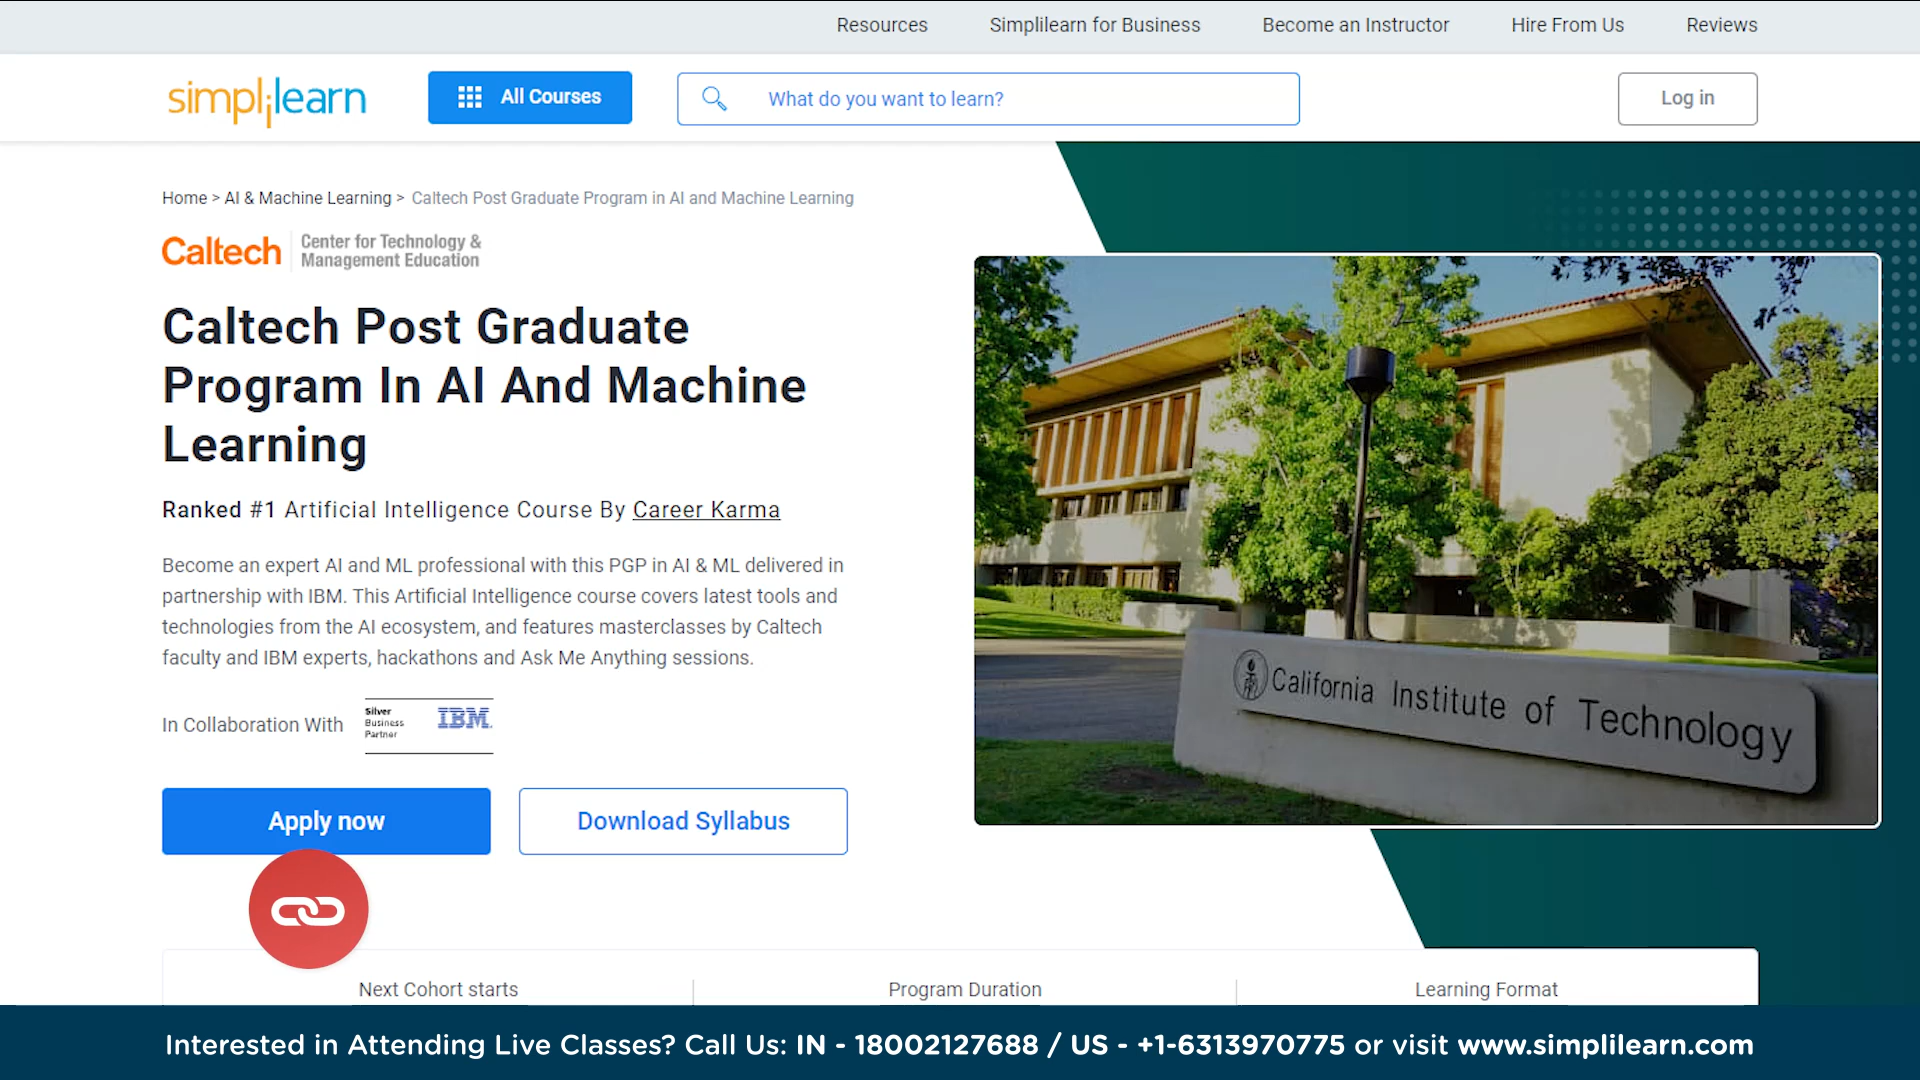 Resources Simplilearn for Business Become an Instructor Hire From Us Reviews
simplilearn All Courses What do you want to learn? Log in
Home > AI & Machine Learning > Caltech Post Graduate Program in AI and Machine Learning
Caltech Center for Technology &
Management Education
Caltech Post Graduate
Program In AI And Machine
Learning
Ranked #1 Artificial Intelligence Course By Career Karma
Become an expert AI and ML professional with this PGP in AI & ML delivered in
partnership with IBM. This Artificial Intelligence course covers latest tools and
technologies from the AI ecosystem, and features masterclasses by Caltech
faculty and IBM experts, hackathons and Ask Me Anything sessions.
California Institute of Technology
In Collaboration With
Silver
Business
Partner
IBM.
Apply now Download Syllabus
Next Cohort starts Program Duration Learning Format
Interested in Attending Live Classes? Call Us: IN - 18002127688 / US - +1-6313970775 or visit www.simplilearn.com